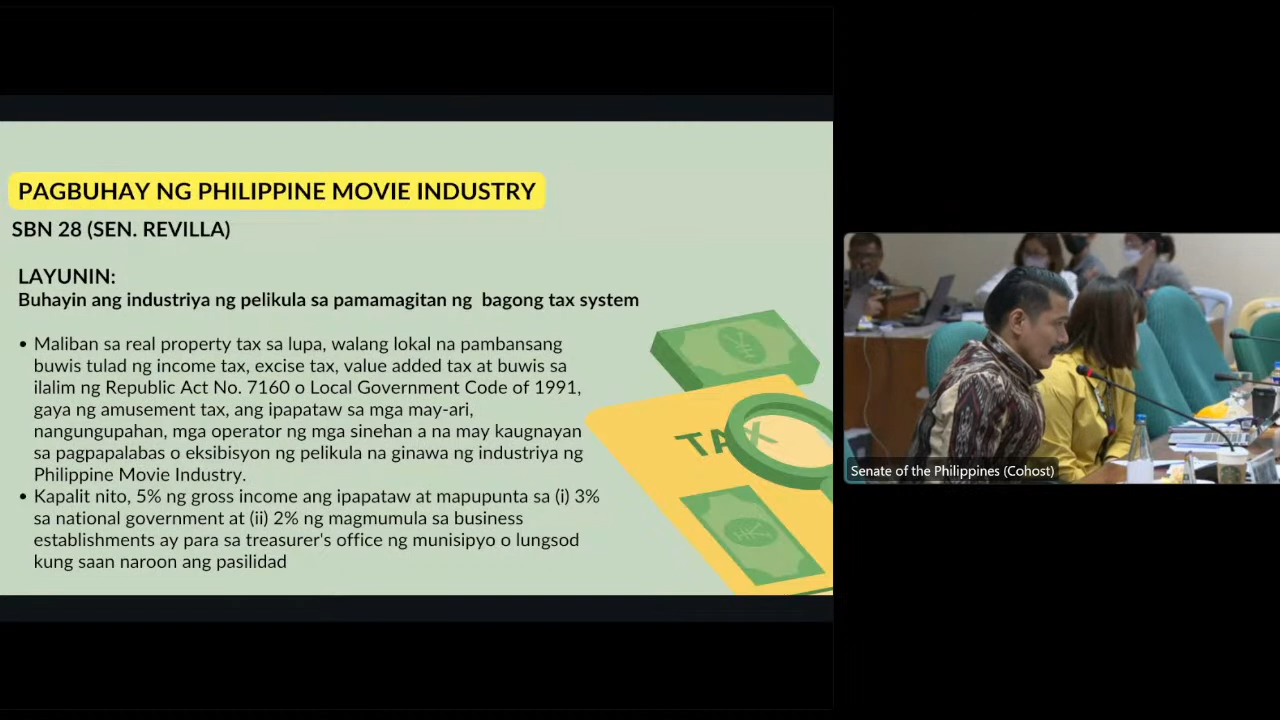 PAGBUHAY NG PHILIPPINE MOVIE INDUSTRY
SBN 28 (SEN. REVILLA)
LAYUNIN:
Buhayin ang industriya ng pelikula sa pamamagitan ng bagong tax system
• Maliban sa real property tax sa lupa, walang lokal na pambansang
buwis tulad ng income tax, excise tax, value added tax at buwis sa
ilalim ng Republic Act No. 7160 o Local Government Code of 1991,
gaya ng amusement tax, ang ipapataw sa mga may-ari,
nangungupahan, mga operator ng mga sinehan a na may kaugnayan
sa pagpapalabas o eksibisyon ng pelikula na ginawa ng industriya ng
Philippine Movie Industry.
• Kapalit nito, 5% ng gross income ang ipapataw at mapupunta sa (i) 3%
sa national government at (ii) 2% ng magmumula sa business
establishments ay para sa treasurer's office ng munisipyo o lungsod
kung saan naroon ang pasilidad
TAX
Senate of the Philippines (Cohost)